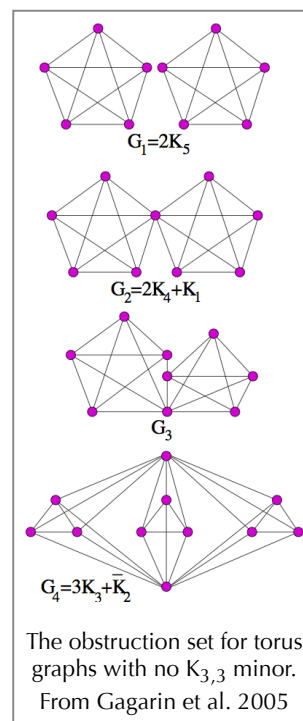 G₁=2K₅
G₂=2K₄+K₁
G₃
G₄=3K₃+K̅₂
The obstruction set for torus
graphs with no K₃,₃ minor.
From Gagarin et al. 2005